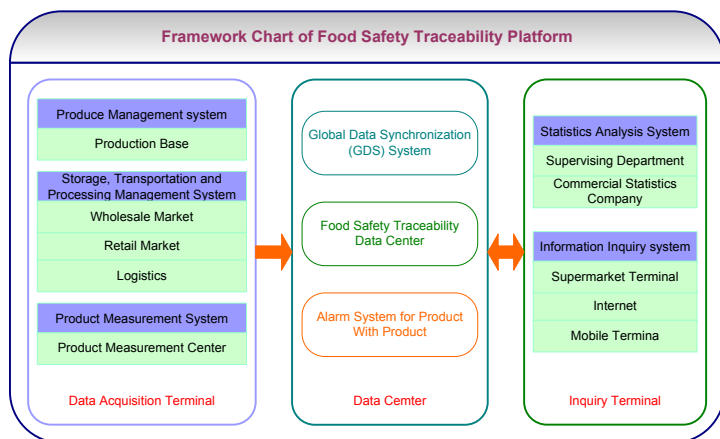 Framework Chart of Food Safety Traceability Platform
Produce Management system
Production Base
Storage, Transportation and
Processing Management System
Wholesale Market
Retail Market
Logistics
Product Measurement System
Product Measurement Center
Data Acquisition Terminal
Global Data Synchronization
(GDS) System
Food Safety Traceability
Data Center
Alarm System for Product
With Product
Data Cemter
Statistics Analysis System
Supervising Department
Commercial Statistics
Company
Information Inquiry system
Supermarket Terminal
Internet
Mobile Termina
Inquiry Terminal